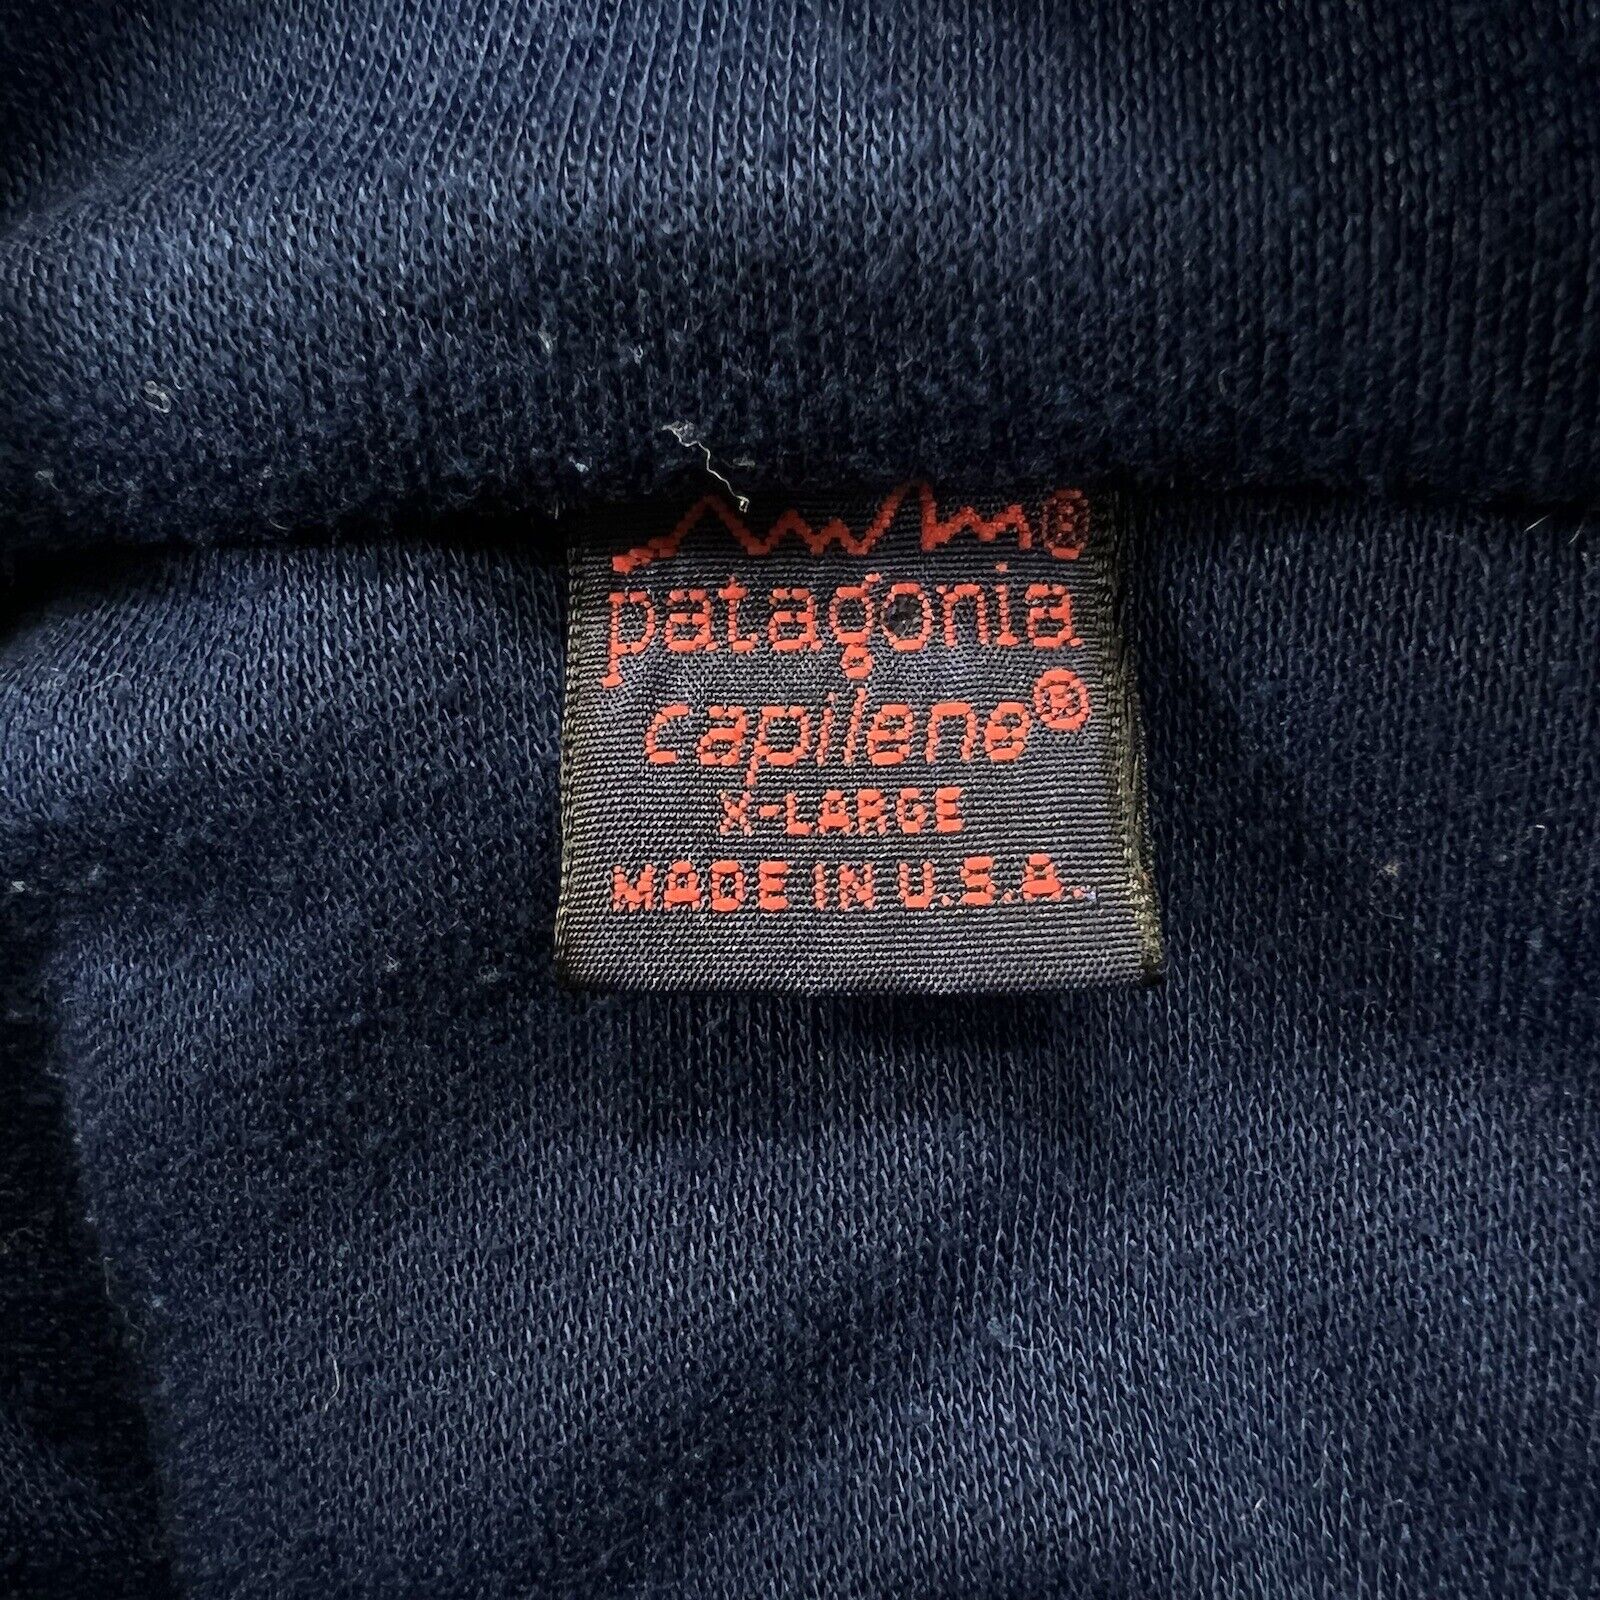 ®
patagonia
capilene®
X-LARGE
MADE IN U.S.A.